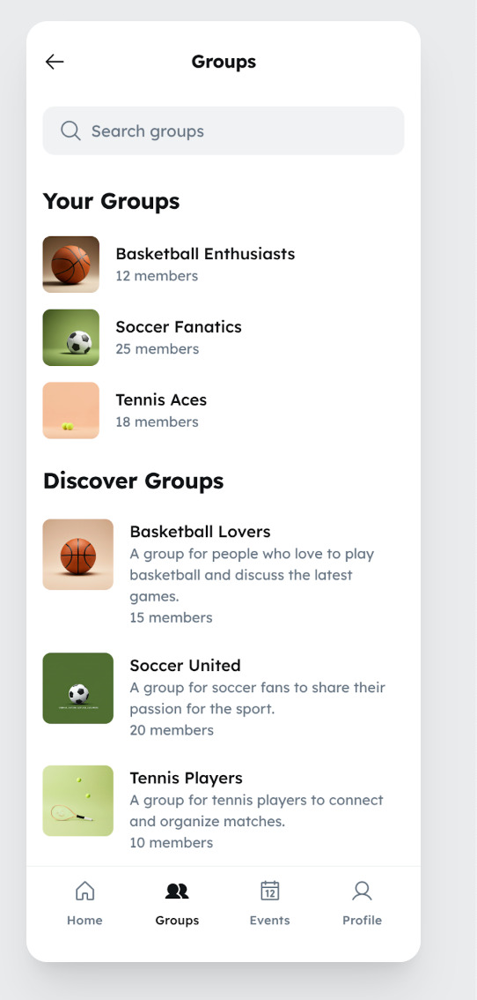 Groups
Search groups
Your Groups
Basketball Enthusiasts
12 members
Soccer Fanatics
25 members
Tennis Aces
18 members
Discover Groups
Basketball Lovers
A group for people who love to play
basketball and discuss the latest
games.
15 members
Soccer United
A group for soccer fans to share their
passion for the sport.
20 members
Tennis Players
A group for tennis players to connect
and organize matches.
10 members
12
Home
Groups
Events
Profile